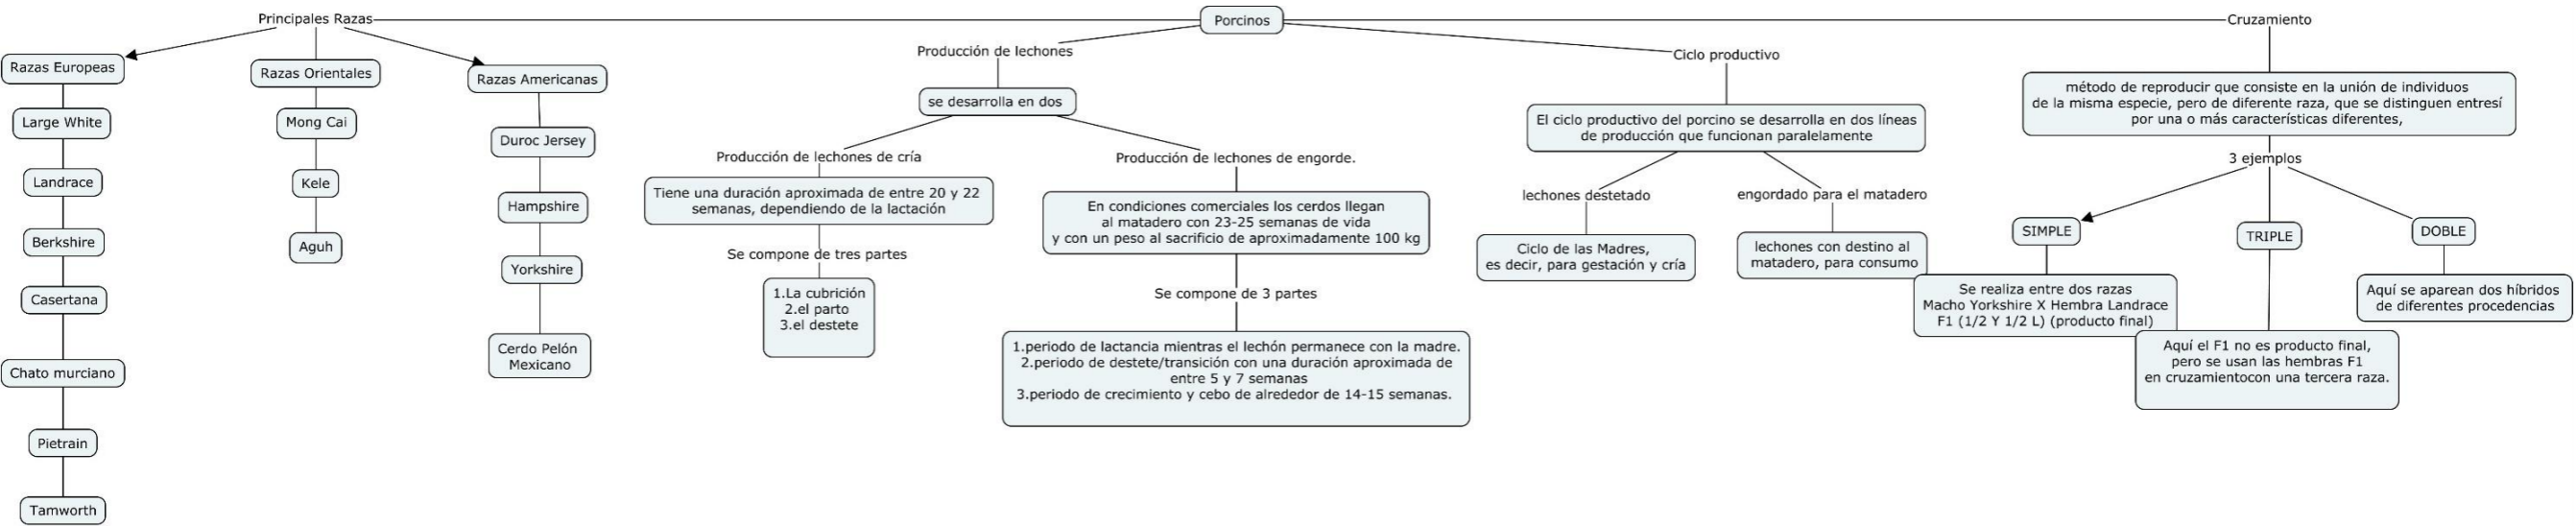 Porcinos
Principales Razas
Razas Europeas
Large White
Landrace
Berkshire
Casertana
Chato murciano
Pietrain
Tamworth
Razas Orientales
Mong Cai
Kele
Aguh
Razas Americanas
Duroc Jersey
Hampshire
Yorkshire
Cerdo Pelón
Mexicano
Producción de lechones
se desarrolla en dos
Producción de lechones de cría
Tiene una duración aproximada de entre 20 y 22
semanas, dependiendo de la lactación
Se compone de tres partes
1.La cubrición
2.el parto
3.el destete
Producción de lechones de engorde.
En condiciones comerciales los cerdos llegan
al matadero con 23-25 semanas de vida
y con un peso al sacrificio de aproximadamente 100 kg
Se compone de 3 partes
1.periodo de lactancia mientras el lechón permanece con la madre.
2.periodo de destete/transición con una duración aproximada de
entre 5 y 7 semanas
3.periodo de crecimiento y cebo de alrededor de 14-15 semanas.
Ciclo productivo
El ciclo productivo del porcino se desarrolla en dos líneas
de producción que funcionan paralelamente
lechones destetado
Ciclo de las Madres,
es decir, para gestación y cría
engordado para el matadero
lechones con destino al
matadero, para consumo
Cruzamiento
método de reproducir que consiste en la unión de individuos
de la misma especie, pero de diferente raza, que se distinguen entresí
por una o más características diferentes,
3 ejemplos
SIMPLE
Se realiza entre dos razas
Macho Yorkshire X Hembra Landrace
F1 (1/2 Y 1/2 L) (producto final)
TRIPLE
Aquí el F1 no es producto final,
pero se usan las hembras F1
en cruzamientocon una tercera raza.
DOBLE
Aquí se aparean dos híbridos
de diferentes procedencias